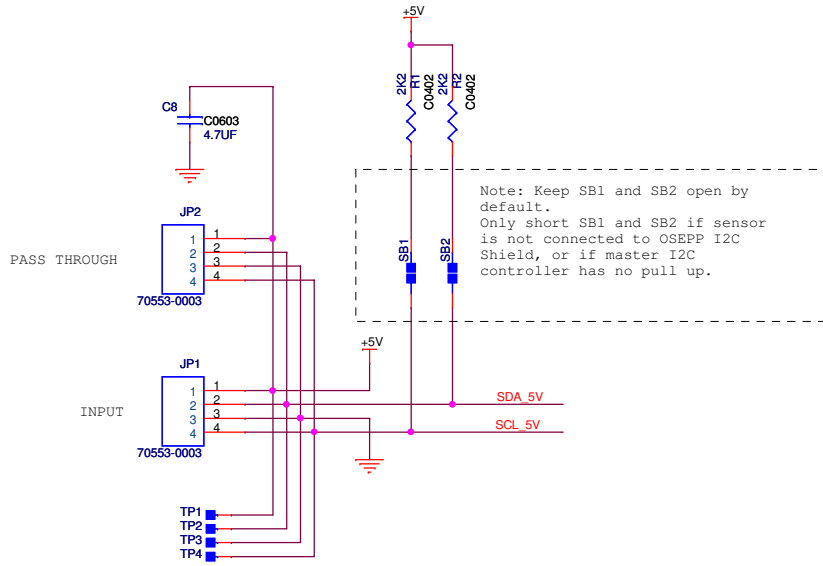 +5V
2K2
R1
C0402
2K2
R2
C0402
C8
C0603
4.7UF
Note: Keep SB1 and SB2 open by
default.
Only short SB1 and SB2 if sensor
is not connected to OSEPP I2C
Shield, or if master I2C
controller has no pull up.
SB1
SB2
JP2
PASS THROUGH
1 1
2 2
3 3
4 4
70553-0003
+5V
JP1
INPUT
1 1
2 2
3 3
4 4
70553-0003
SDA_5V
SCL_5V
TP1
TP2
TP3
TP4